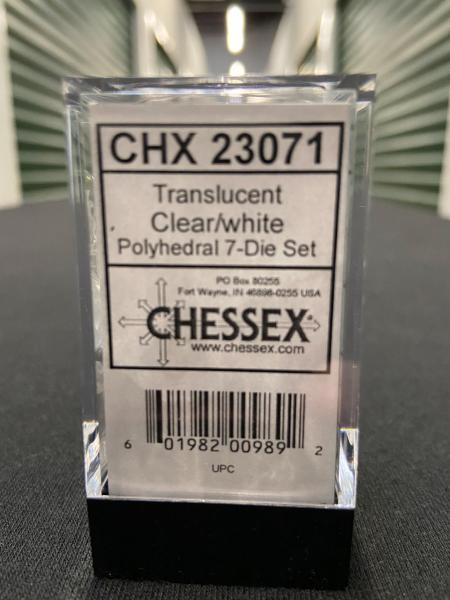 CHX 23071
Translucent
Clear/white
Polyhedral 7-Die Set
PO Box 80255
Fort Wayne, IN 46898-0255 USA
CHESSEX®
www.chessex.com
6 01982 00989 2
UPC